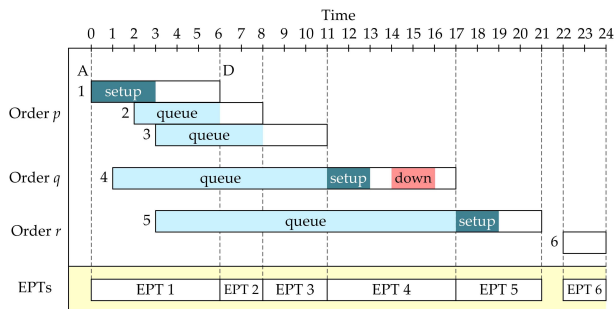 Time
0 1 2 3 4 5 6 7 8 9 10 11 12 13 14 15 16 17 18 19 20 21 22 23 24
A D
1 setup
Order p 2 queue
3 queue
Order q 4 queue setup down
5 queue setup
Order r 6
EPTs EPT 1 EPT 2 EPT 3 EPT 4 EPT 5 EPT 6